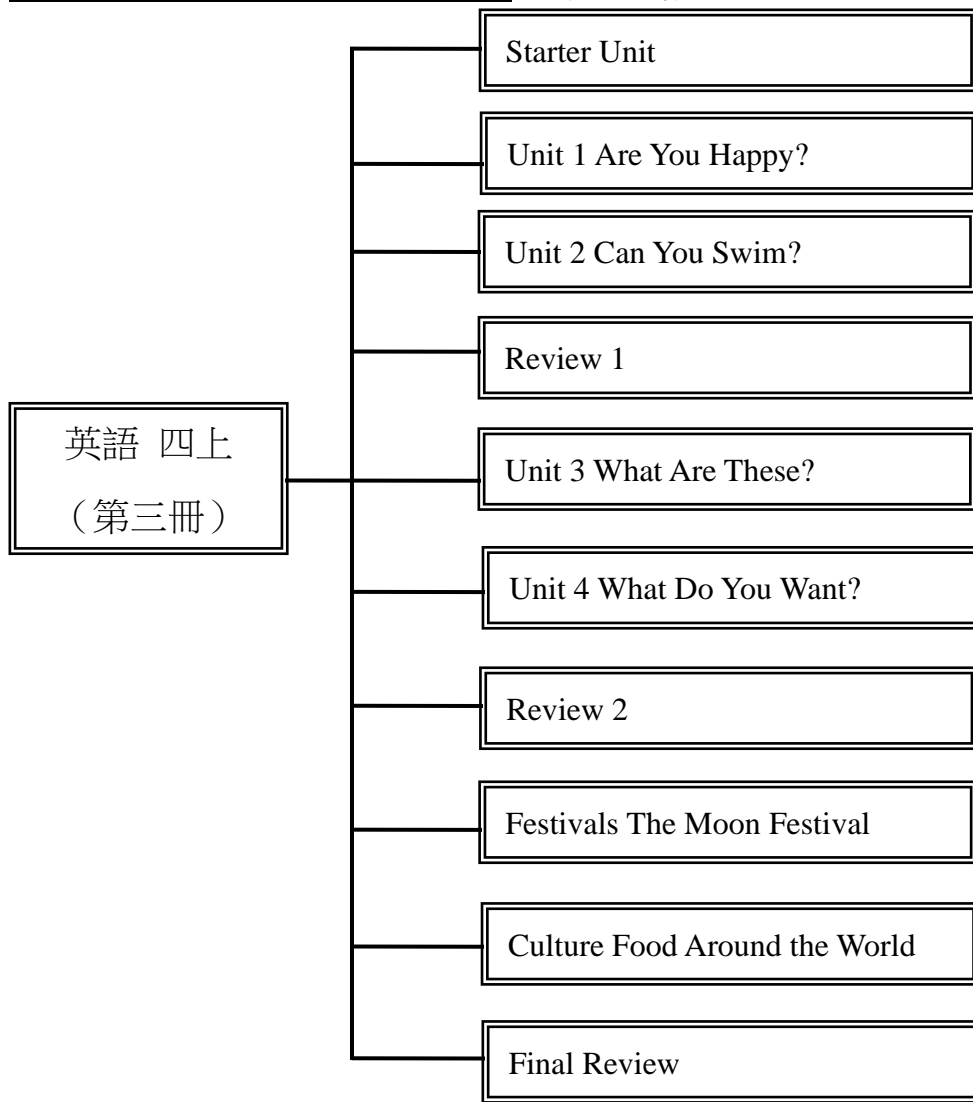 Starter Unit
Unit 1 Are You Happy?
Unit 2 Can You Swim?
Review 1
英語 四上
（第三冊）
Unit 3 What Are These?
Unit 4 What Do You Want?
Review 2
Festivals The Moon Festival
Culture Food Around the World
Final Review